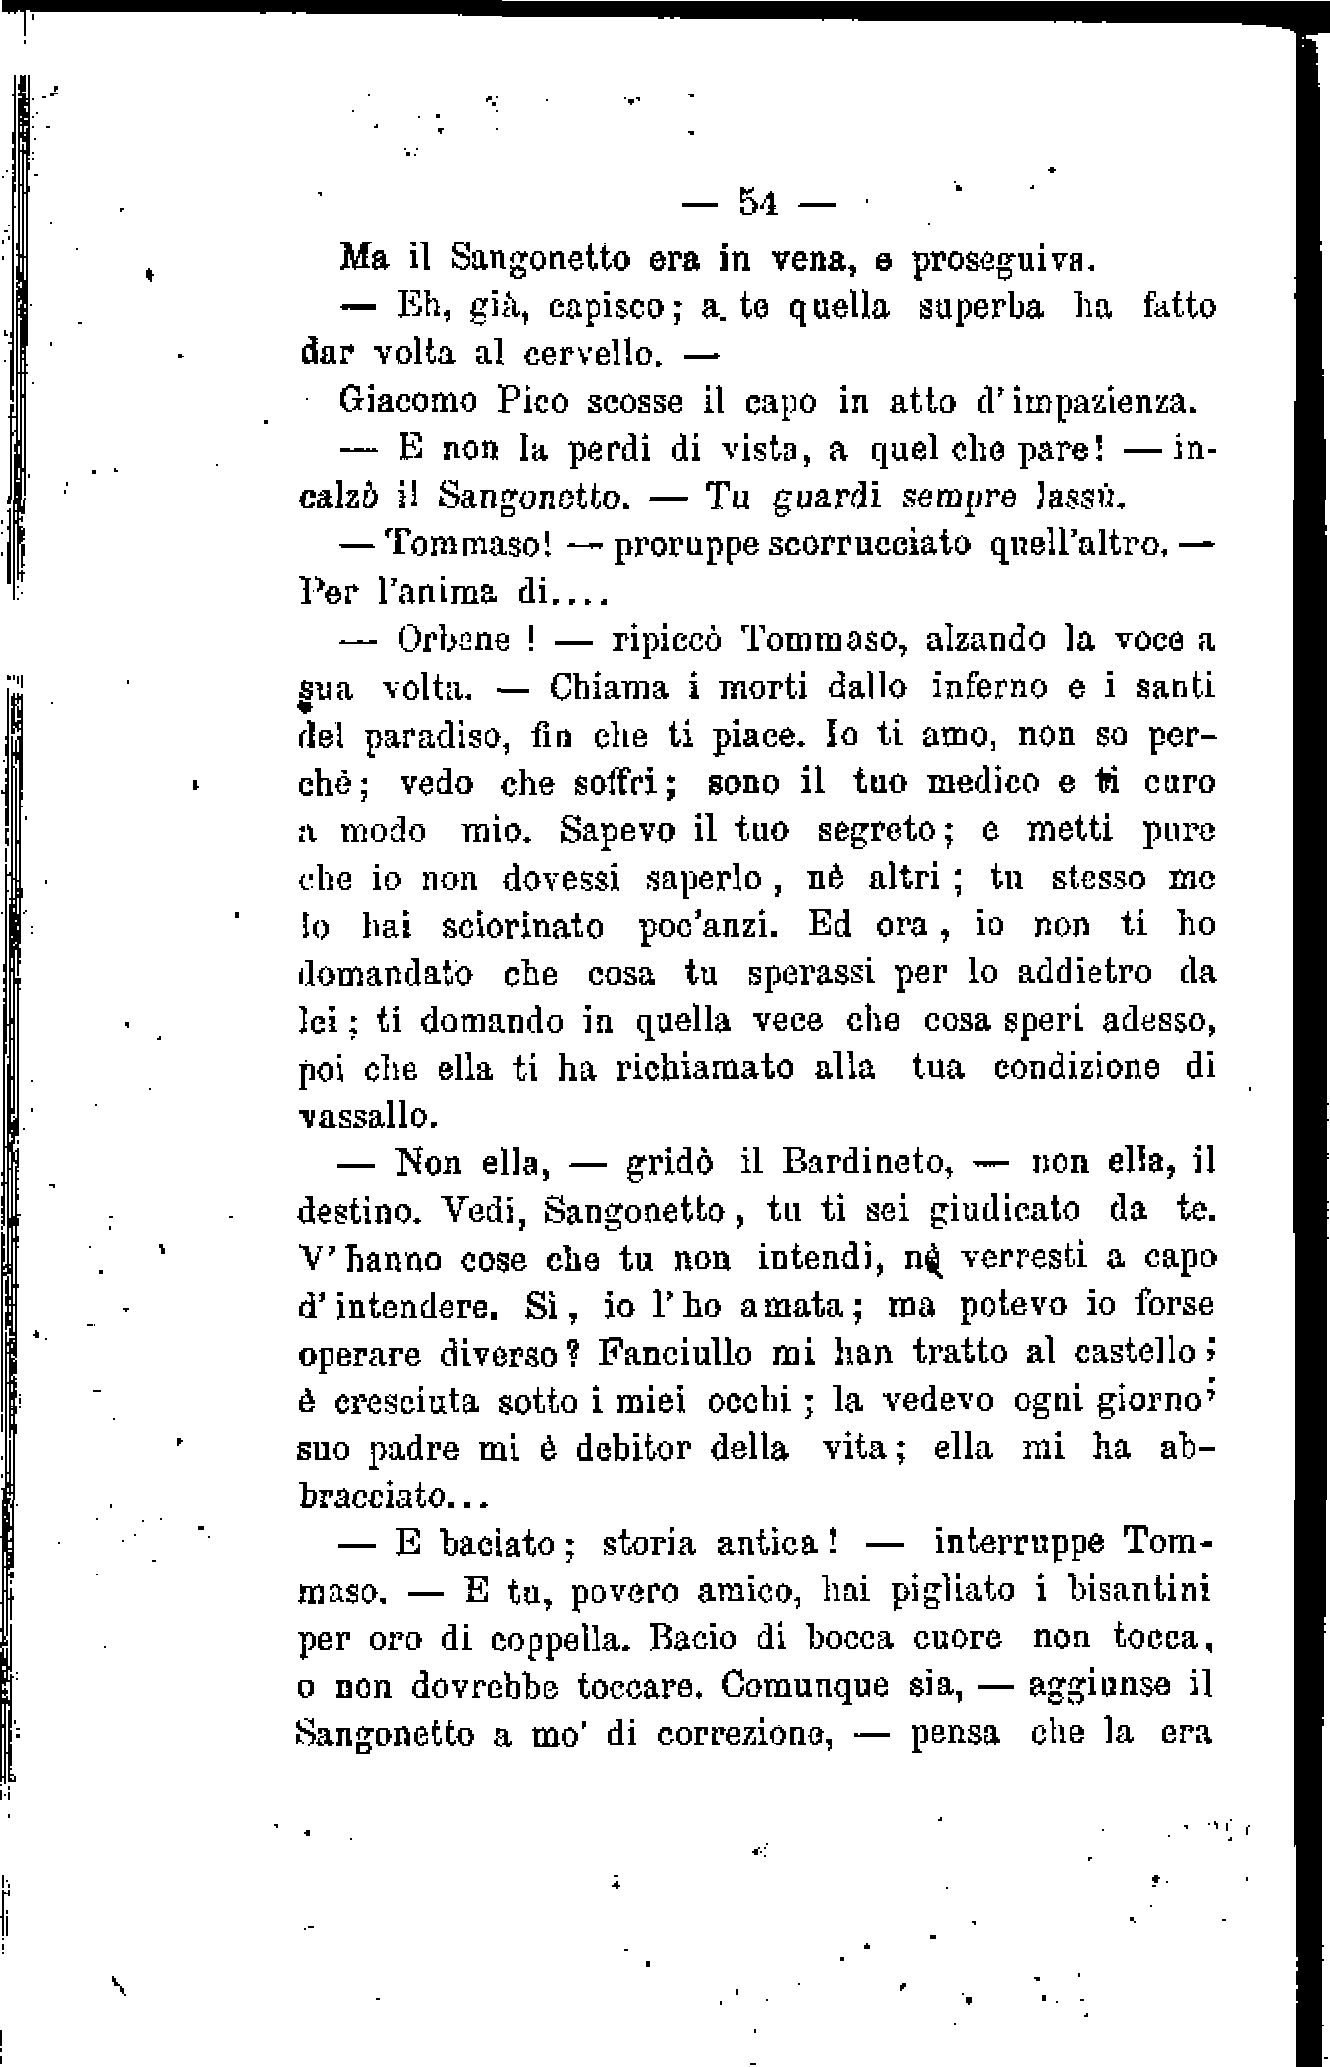 — 54 —
Ma il Sangonetto era in vena, e proseguiva.
— Eh, già, capisco; a te quella superba ha fatto
dar volta al cervello. —
Giacomo Pico scosse il capo in atto d'impazienza.
— E non la perdi di vista, a quel che pare! — in-
calzò il Sangonetto. — Tu guardi sempre lassù.
— Tommaso! — proruppe scorrucciato quell'altro. —
Per l'anima di....
— Orbene ! — ripiccò Tommaso, alzando la voce a
sua volta. — Chiama i morti dallo inferno e i santi
del paradiso, fin che ti piace. Io ti amo, non so per-
chè; vedo che soffri; sono il tuo medico e ti curo
a modo mio. Sapevo il tuo segreto; e metti pure
che io non dovessi saperlo, nè altri; tu stesso me
lo hai sciorinato poc'anzi. Ed ora, io non ti ho
domandato che cosa tu sperassi per lo addietro da
lei; ti domando in quella vece che cosa speri adesso,
poi che ella ti ha richiamato alla tua condizione di
vassallo.
— Non ella, — gridò il Bardineto, — non ella, il
destino. Vedi, Sangonetto, tu ti sei giudicato da te.
V'hanno cose che tu non intendi, nè verresti a capo
d'intendere. Sì, io l'ho amata; ma potevo io forse
operare diverso? Fanciullo mi han tratto al castello;
è cresciuta sotto i miei occhi; la vedevo ogni giorno;
suo padre mi è debitor della vita; ella mi ha ab-
bracciato...
— E baciato; storia antica! — interruppe Tom-
maso. — E tu, povero amico, hai pigliato i bisantini
per oro di coppella. Bacio di bocca cuore non tocca,
o non dovrebbe toccare. Comunque sia, — aggiunse il
Sangonetto a mo' di correzione, — pensa che la era